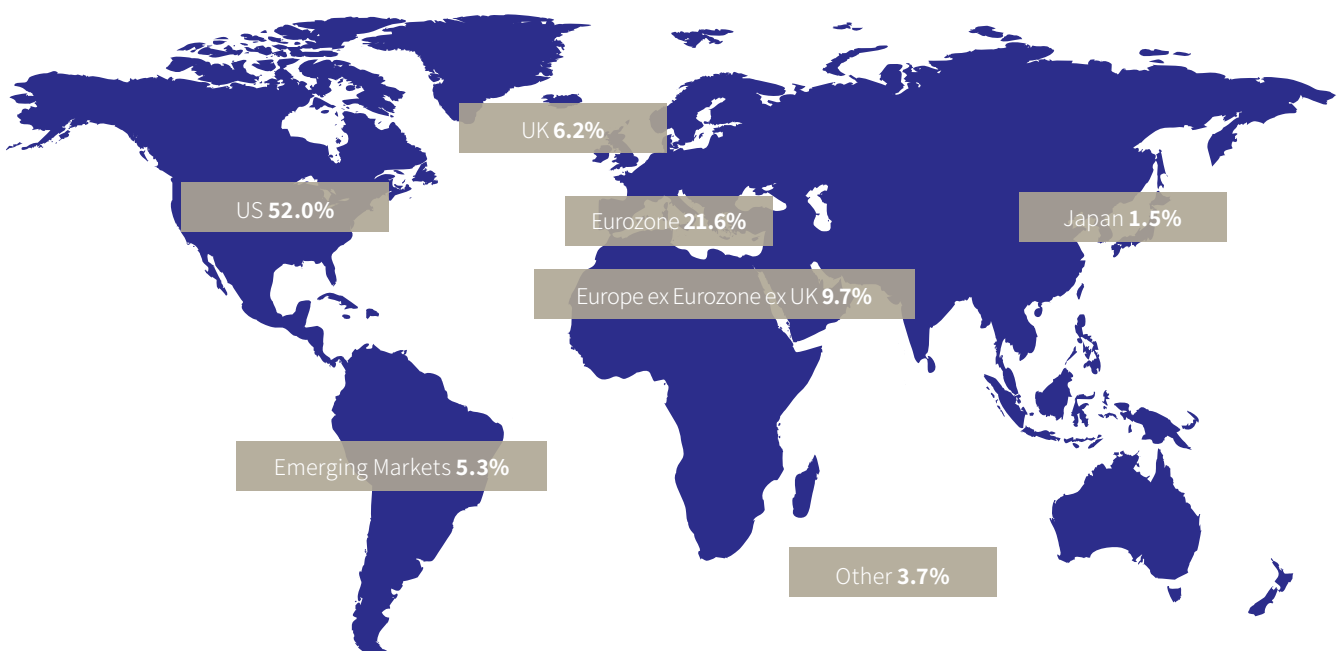 UK 6.2%
US 52.0%
Eurozone 21.6%
Japan 1.5%
Europe ex Eurozone ex UK 9.7%
Emerging Markets 5.3%
Other 3.7%